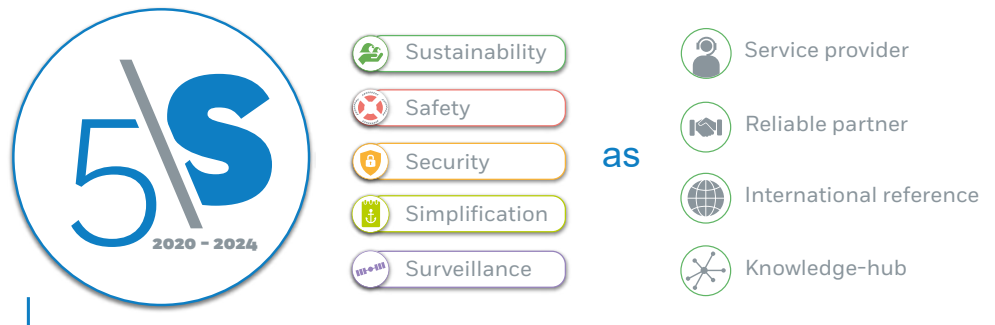 5\S
2020 - 2024
Sustainability
Safety
Security
Simplification
Surveillance
as
Service provider
Reliable partner
International reference
Knowledge-hub